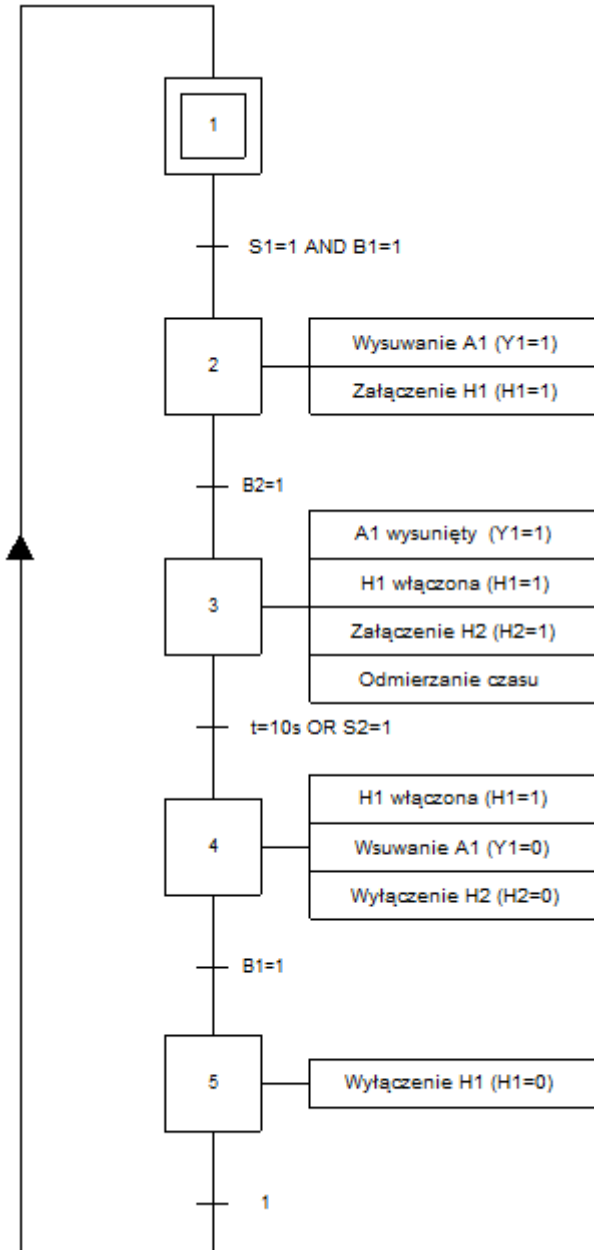 1
S1=1 AND B1=1
2
Wysuwanie A1 (Y1=1)
Załączenie H1 (H1=1)
B2=1
3
A1 wysunięty (Y1=1)
H1 włączona (H1=1)
Załączenie H2 (H2=1)
Odmierzanie czasu
t=10s OR S2=1
4
H1 włączona (H1=1)
Wsuwanie A1 (Y1=0)
Wyłączenie H2 (H2=0)
B1=1
5
Wyłączenie H1 (H1=0)
1